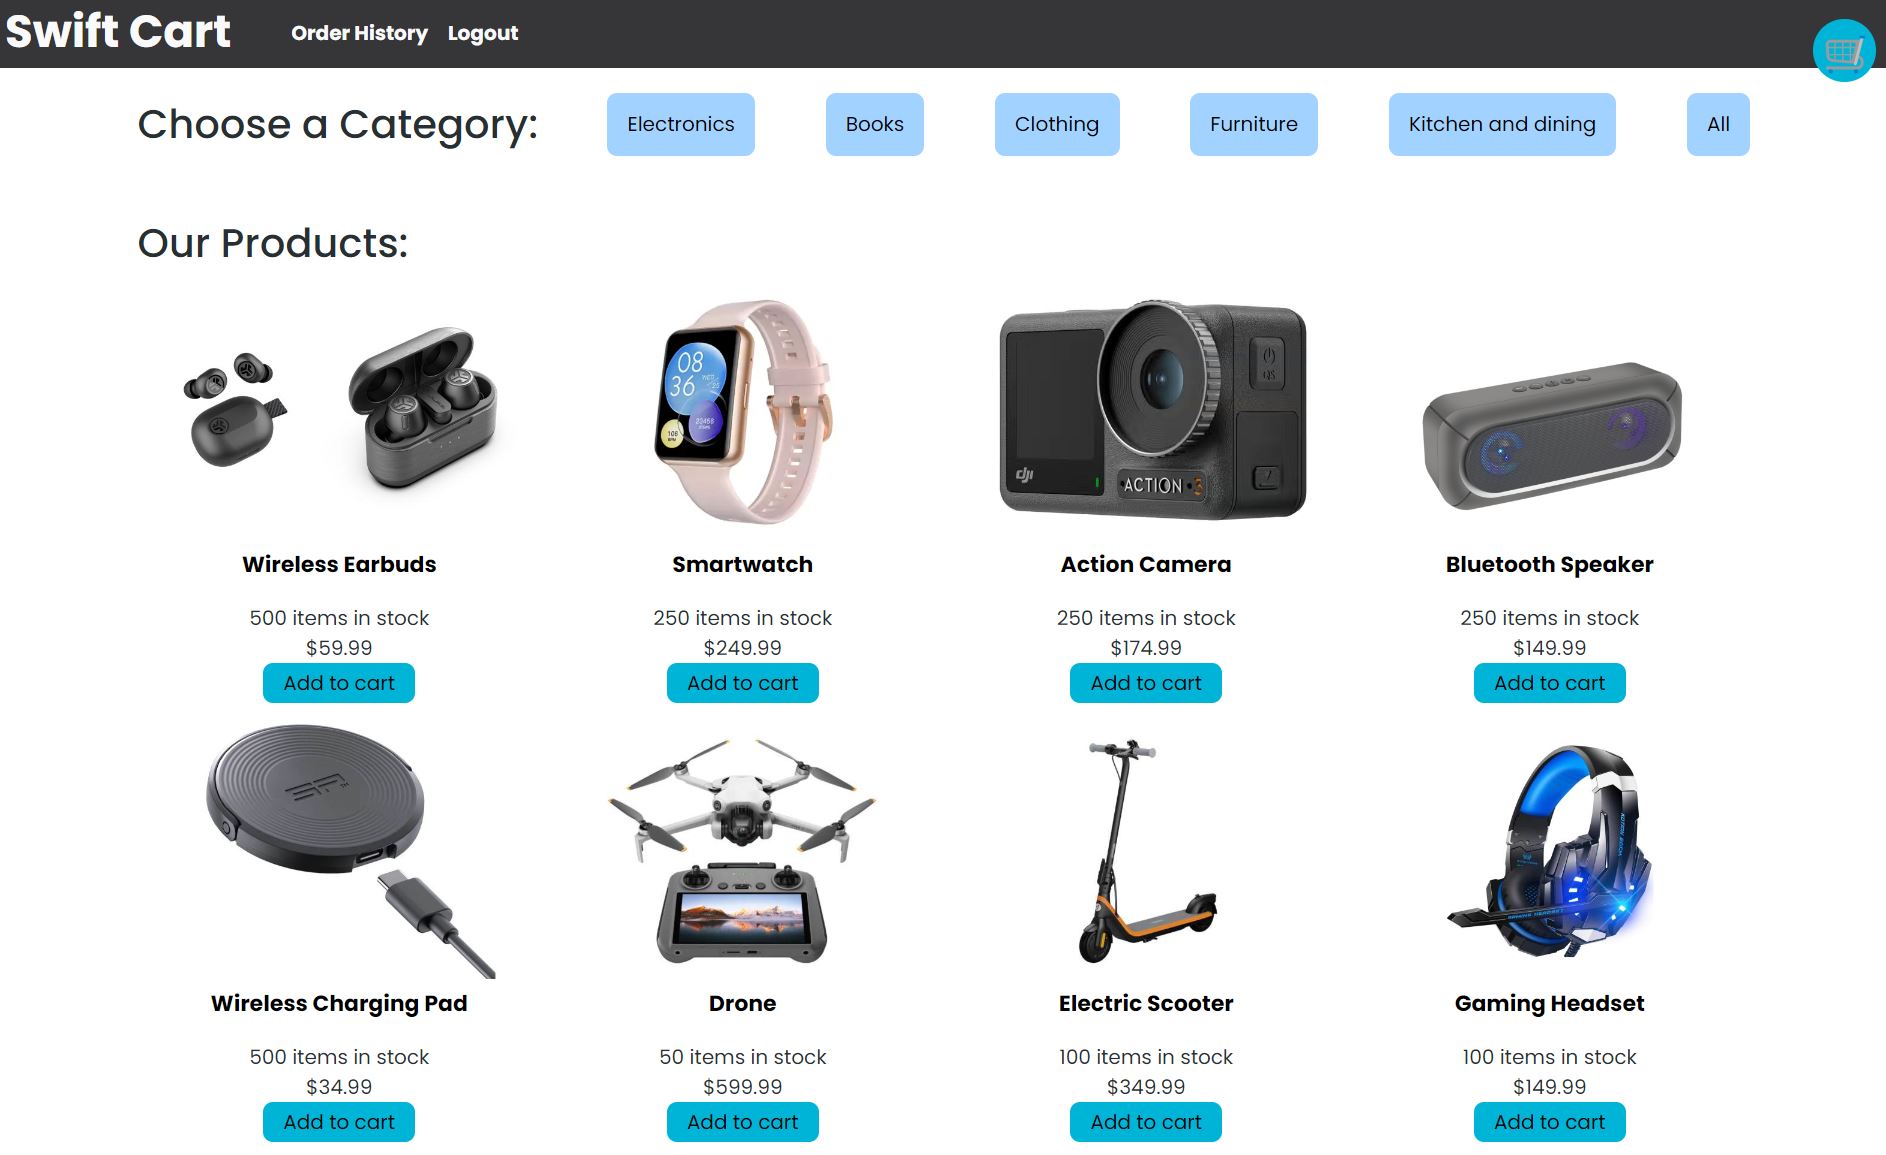 Swift Cart
Order History Logout
Choose a Category: Electronics Books Clothing Furniture Kitchen and dining All
Our Products:
08
36
108
dji
ACTION 3
QS
Wireless Earbuds
500 items in stock
$59.99
Add to cart
Smartwatch
250 items in stock
$249.99
Add to cart
Action Camera
250 items in stock
$174.99
Add to cart
Bluetooth Speaker
250 items in stock
$149.99
Add to cart
GAMING HEADSET
Wireless Charging Pad
500 items in stock
$34.99
Add to cart
Drone
50 items in stock
$599.99
Add to cart
Electric Scooter
100 items in stock
$349.99
Add to cart
Gaming Headset
100 items in stock
$149.99
Add to cart